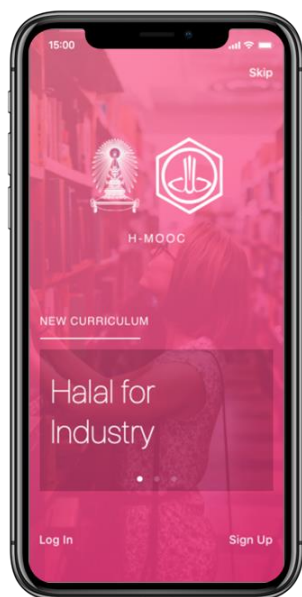 15:00
Skip
H-MOOC
NEW CURRICULUM
Halal for
Industry
Log In
Sign Up